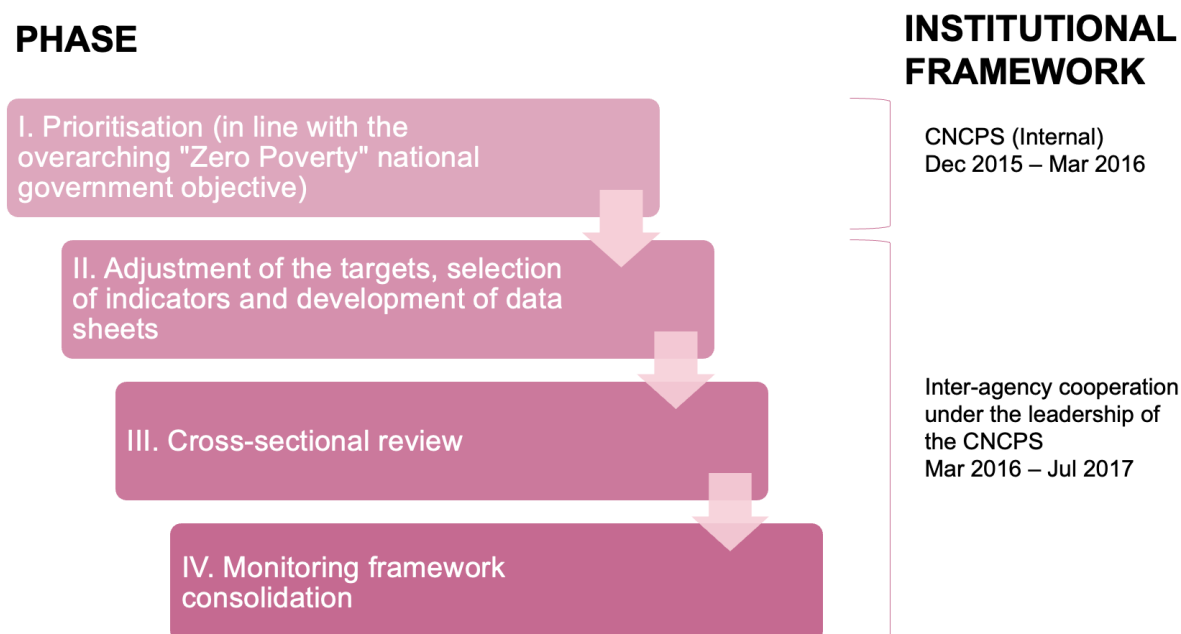 PHASE
INSTITUTIONAL
FRAMEWORK
I. Prioritisation (in line with the
overarching "Zero Poverty" national
government objective)
CNCPS (Internal)
Dec 2015 – Mar 2016
II. Adjustment of the targets, selection
of indicators and development of data
sheets
III. Cross-sectional review
IV. Monitoring framework
consolidation
Inter-agency cooperation
under the leadership of
the CNCPS
Mar 2016 – Jul 2017